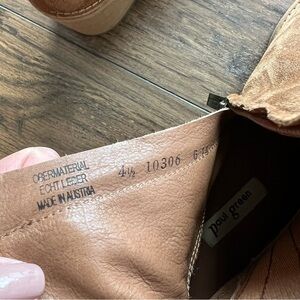 OBERMATERIAL
ECHT LEDER
MADE IN AUSTRIA
4½ 10306
paul green